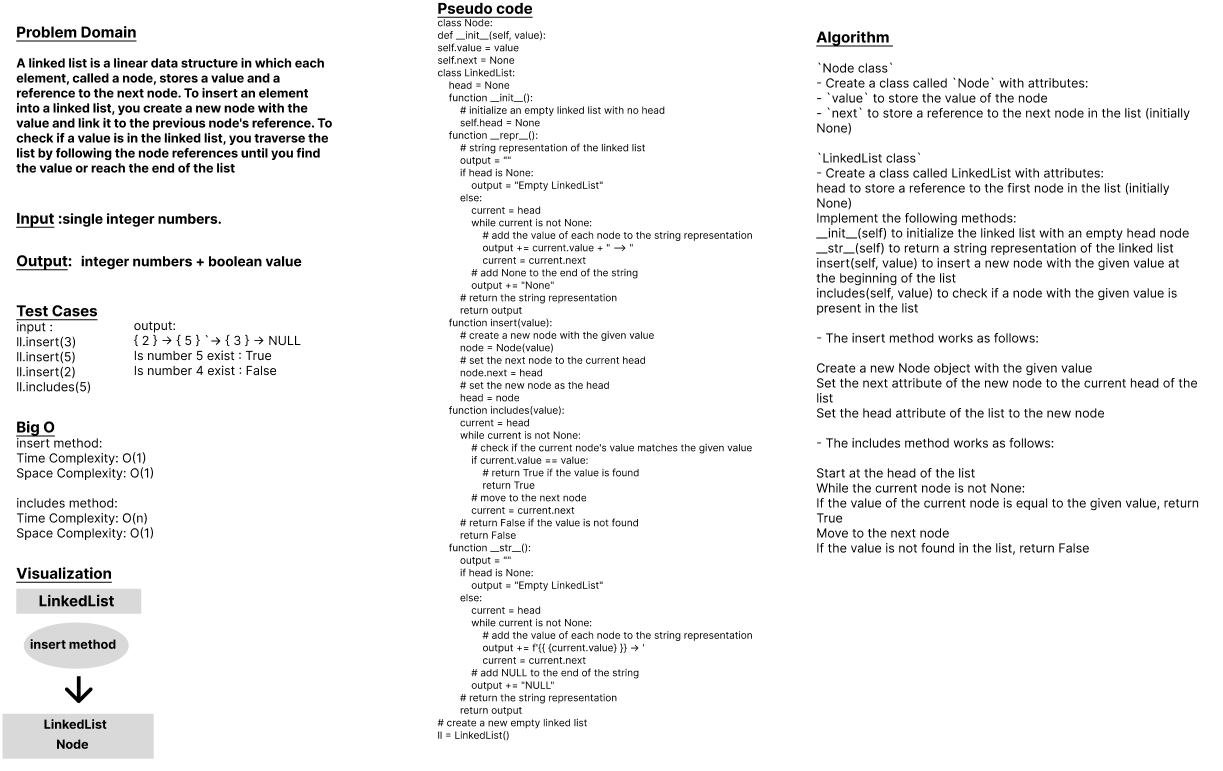 Problem Domain
A linked list is a linear data structure in which each
element, called a node, stores a value and a
reference to the next node. To insert an element
into a linked list, you create a new node with the
value and link it to the previous node's reference. To
check if a value is in the linked list, you traverse the
list by following the node references until you find
the value or reach the end of the list
Input :single integer numbers.
Output: integer numbers + boolean value
Test Cases
input :
ll.insert(3)
ll.insert(5)
ll.insert(2)
ll.includes(5)
output:
{ 2 } -> { 5 } `-> { 3 } -> NULL
Is number 5 exist : True
Is number 4 exist : False
Big O
insert method:
Time Complexity: O(1)
Space Complexity: O(1)
includes method:
Time Complexity: O(n)
Space Complexity: O(1)
Visualization
LinkedList
insert method
LinkedList
Node
Pseudo code
class Node:
def __init__(self, value):
self.value = value
self.next = None
class LinkedList:
head = None
function __init__():
# initialize an empty linked list with no head
self.head = None
function __repr__():
# string representation of the linked list
output = ""
if head is None:
output = "Empty LinkedList"
else:
current = head
while current is not None:
# add the value of each node to the string representation
output += current.value + " --> "
current = current.next
# add None to the end of the string
output += "None"
# return the string representation
return output
function insert(value):
# create a new node with the given value
node = Node(value)
# set the next node to the current head
node.next = head
# set the new node as the head
head = node
function includes(value):
current = head
while current is not None:
# check if the current node's value matches the given value
if current.value == value:
# return True if the value is found
return True
# move to the next node
current = current.next
# return False if the value is not found
return False
function __str__():
output = ""
if head is None:
output = "Empty LinkedList"
else:
current = head
while current is not None:
# add the value of each node to the string representation
output += f'{{ {current.value} }} -> '
current = current.next
# add NULL to the end of the string
output += "NULL"
# return the string representation
return output
# create a new empty linked list
ll = LinkedList()
Algorithm
`Node class`
- Create a class called `Node` with attributes:
- `value` to store the value of the node
- `next` to store a reference to the next node in the list (initially
None)
`LinkedList class`
- Create a class called LinkedList with attributes:
head to store a reference to the first node in the list (initially
None)
Implement the following methods:
__init__(self) to initialize the linked list with an empty head node
__str__(self) to return a string representation of the linked list
insert(self, value) to insert a new node with the given value at
the beginning of the list
includes(self, value) to check if a node with the given value is
present in the list
- The insert method works as follows:
Create a new Node object with the given value
Set the next attribute of the new node to the current head of the
list
Set the head attribute of the list to the new node
- The includes method works as follows:
Start at the head of the list
While the current node is not None:
If the value of the current node is equal to the given value, return
True
Move to the next node
If the value is not found in the list, return False